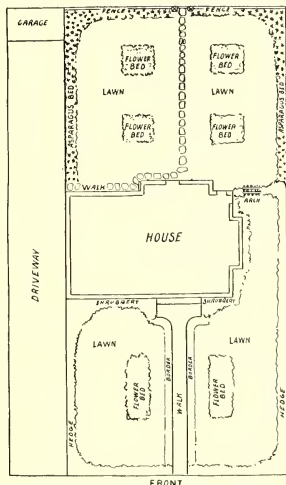 FENCE FENCE
GARAGE
FLOWER
BED
FLOWER
BED
LAWN
LAWN
ASPARAGUS BED
ASPARAGUS BED
FLOWER
BED
FLOWER
BED
WALK
ARCH
HOUSE
DRIVEWAY
SHRUBBERY
SHRUBBERY
LAWN
LAWN
BORDER
BORDER
FLOWER
BED
FLOWER
BED
WALK
HEDGE
HEDGE
FRONT